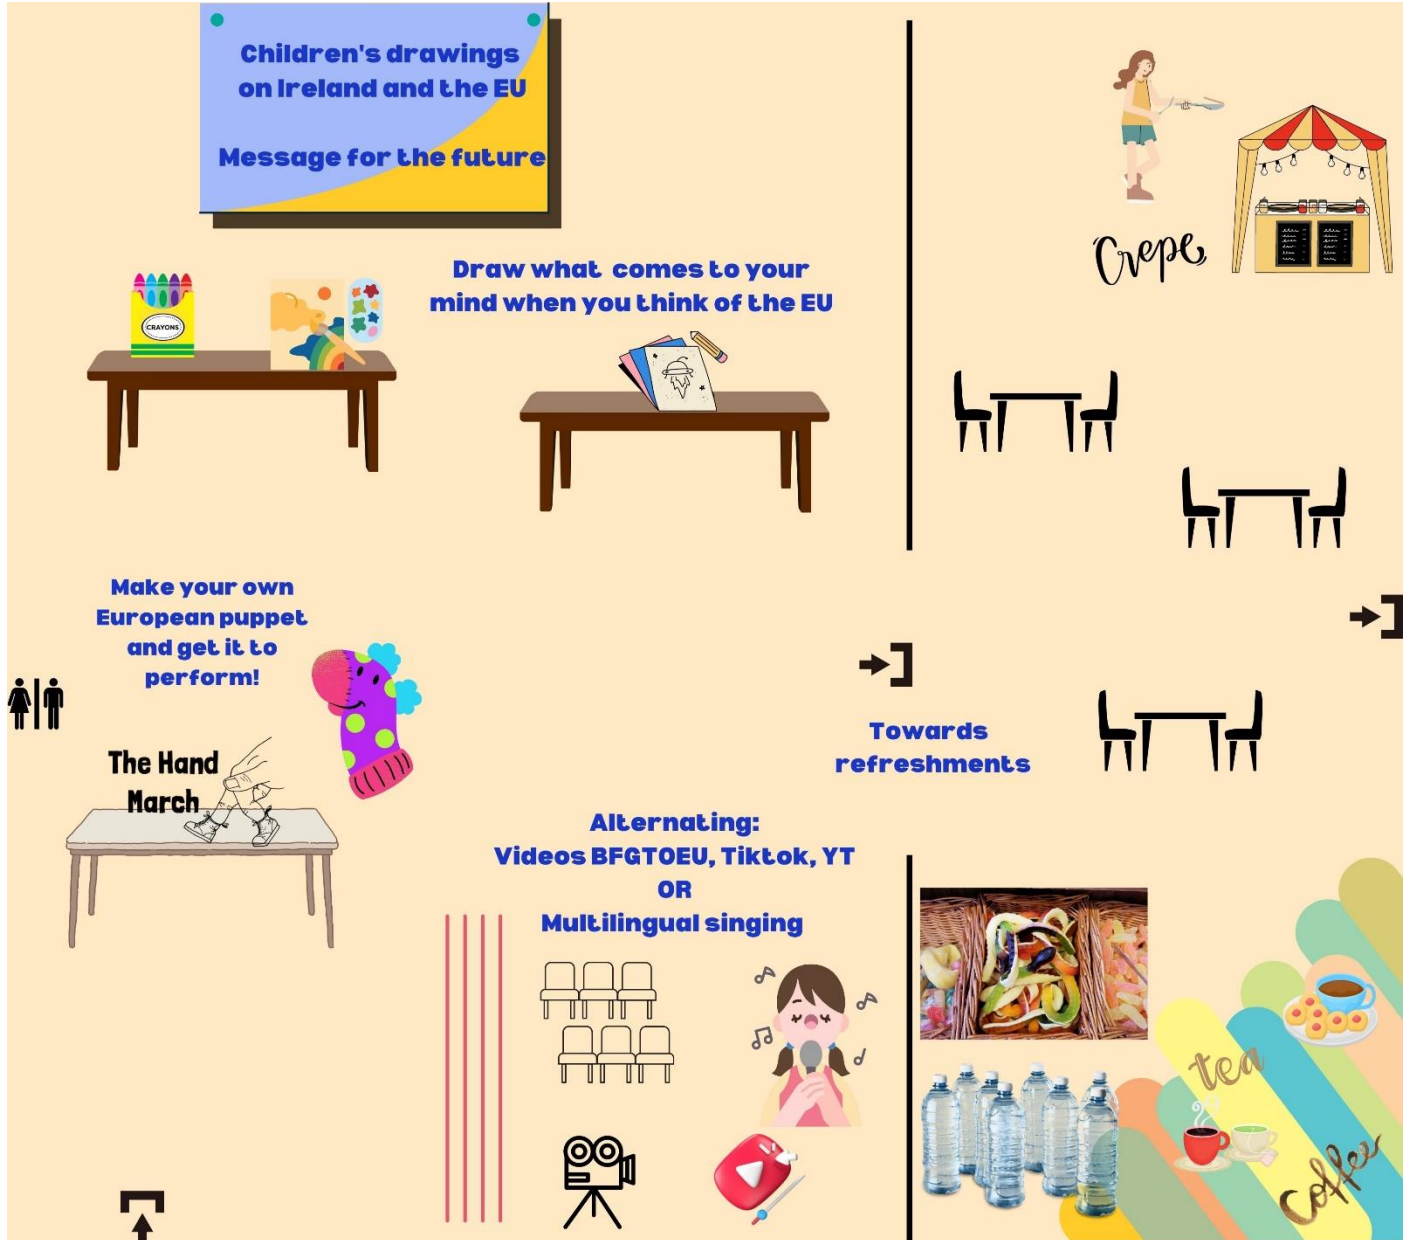 Children's drawings
on Ireland and the EU
Message for the future
Crepe
Draw what comes to your
mind when you think of the EU
CRAYONS
Make your own
European puppet
and get it to
perform!
The Hand
March
Towards
refreshments
Alternating:
Videos BFGTOEU, Tiktok, YT
OR
Multilingual singing
tea
Coffee